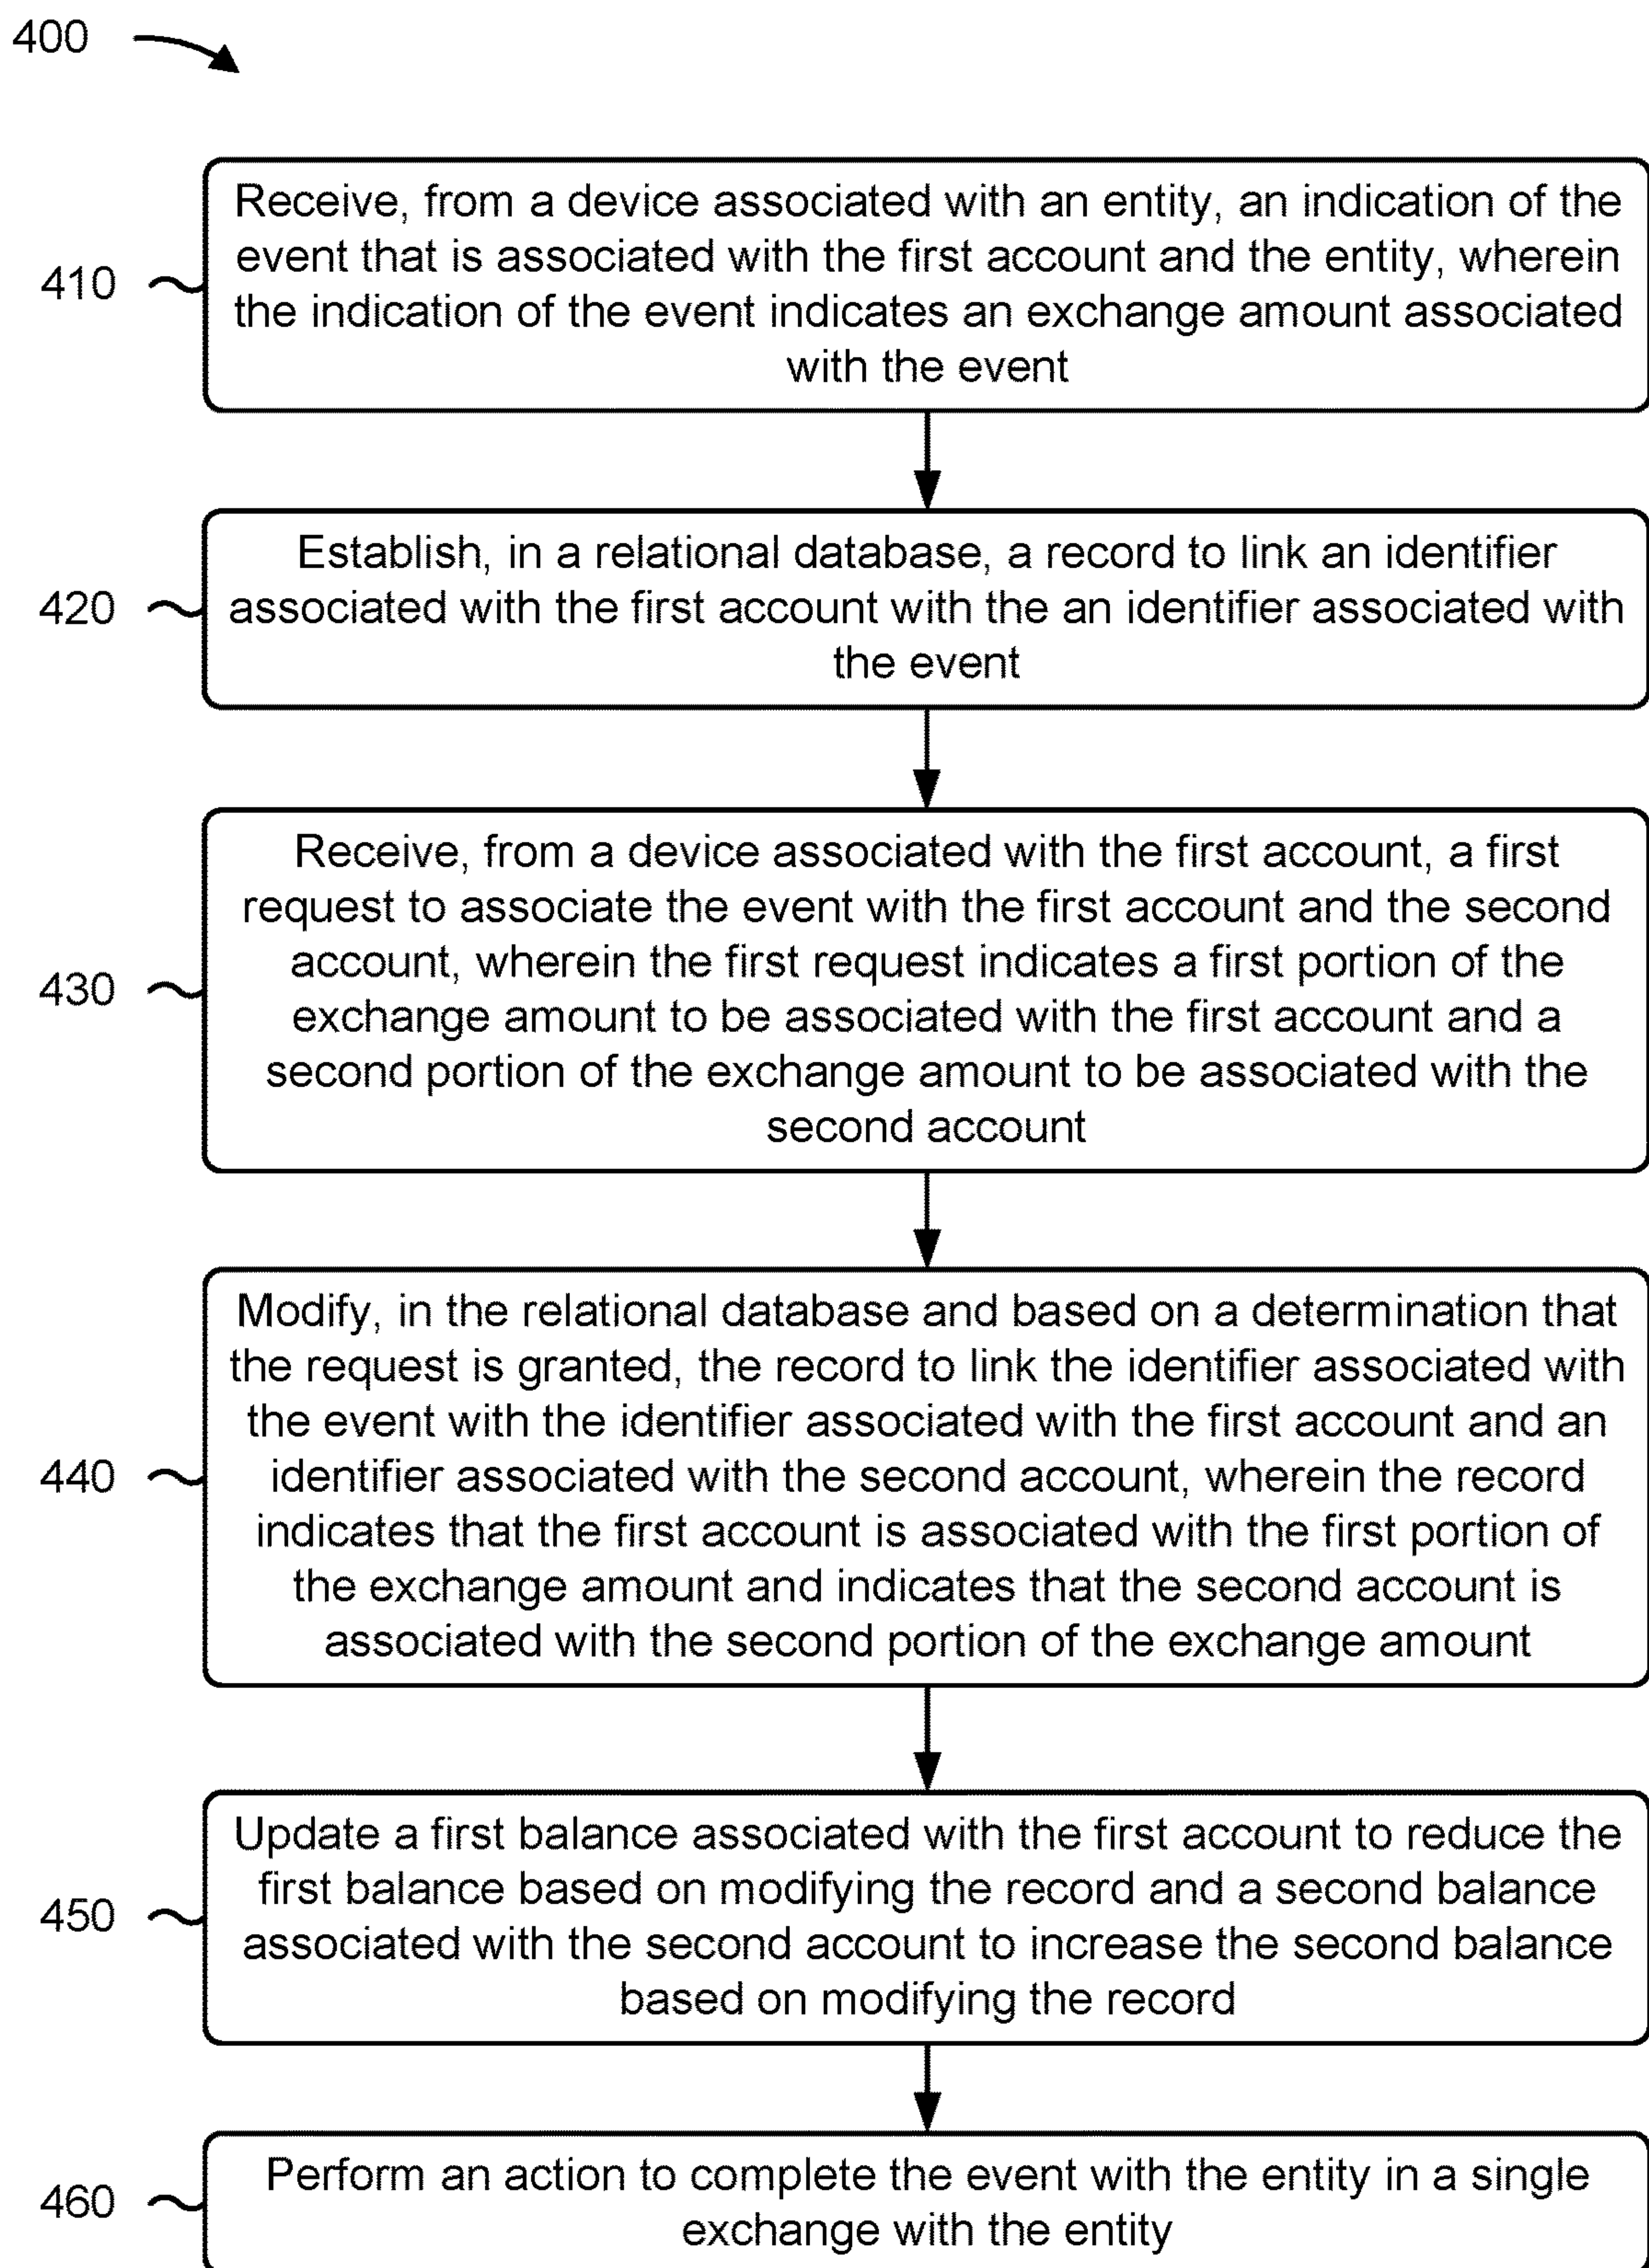 400
410
Receive, from a device associated with an entity, an indication of the
event that is associated with the first account and the entity, wherein
the indication of the event indicates an exchange amount associated
with the event
420
Establish, in a relational database, a record to link an identifier
associated with the first account with the an identifier associated with
the event
430
Receive, from a device associated with the first account, a first
request to associate the event with the first account and the second
account, wherein the first request indicates a first portion of the
exchange amount to be associated with the first account and a
second portion of the exchange amount to be associated with the
second account
440
Modify, in the relational database and based on a determination that
the request is granted, the record to link the identifier associated with
the event with the identifier associated with the first account and an
identifier associated with the second account, wherein the record
indicates that the first account is associated with the first portion of
the exchange amount and indicates that the second account is
associated with the second portion of the exchange amount
450
Update a first balance associated with the first account to reduce the
first balance based on modifying the record and a second balance
associated with the second account to increase the second balance
based on modifying the record
460
Perform an action to complete the event with the entity in a single
exchange with the entity